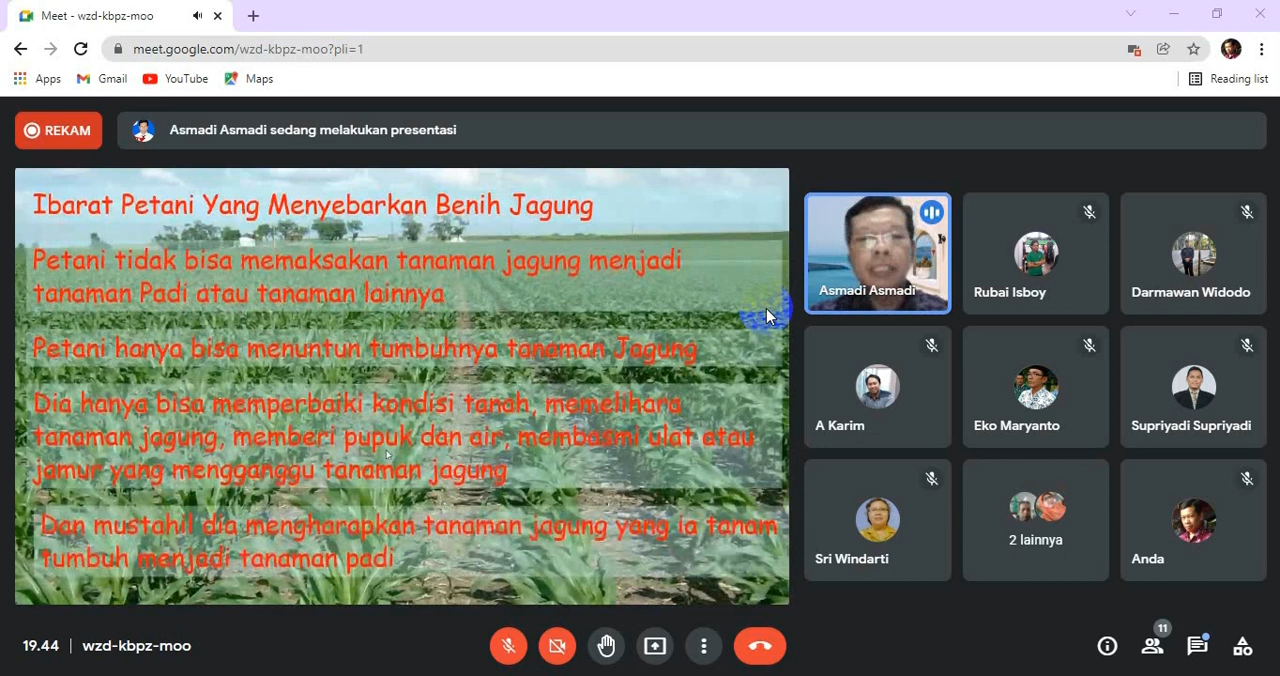 Meet - wzd-kbpz-moo
meet.google.com/wzd-kbpz-moo?pli=1
Apps Gmail YouTube Maps Reading list
REKAM
Asmadi Asmadi sedang melakukan presentasi
Ibarat Petani Yang Menyebarkan Benih Jagung
Petani tidak bisa memaksakan tanaman jagung menjadi
tanaman Padi atau tanaman lainnya
Petani hanya bisa menuntun tumbuhnya tanaman Jagung
Dia hanya bisa memperbaiki kondisi tanah, memelihara
tanaman jagung, memberi pupuk dan air, membasmi ulat atau
jamur yang mengganggu tanaman jagung
Dan mustahil dia mengharapkan tanaman jagung yang ia tanam
tumbuh menjadi tanaman padi
Asmadi Asmadi
Rubai Isboy
Darmawan Widodo
A Karim
Eko Maryanto
Supriyadi Supriyadi
Sri Windarti
2 lainnya
Anda
19.44 | wzd-kbpz-moo
11